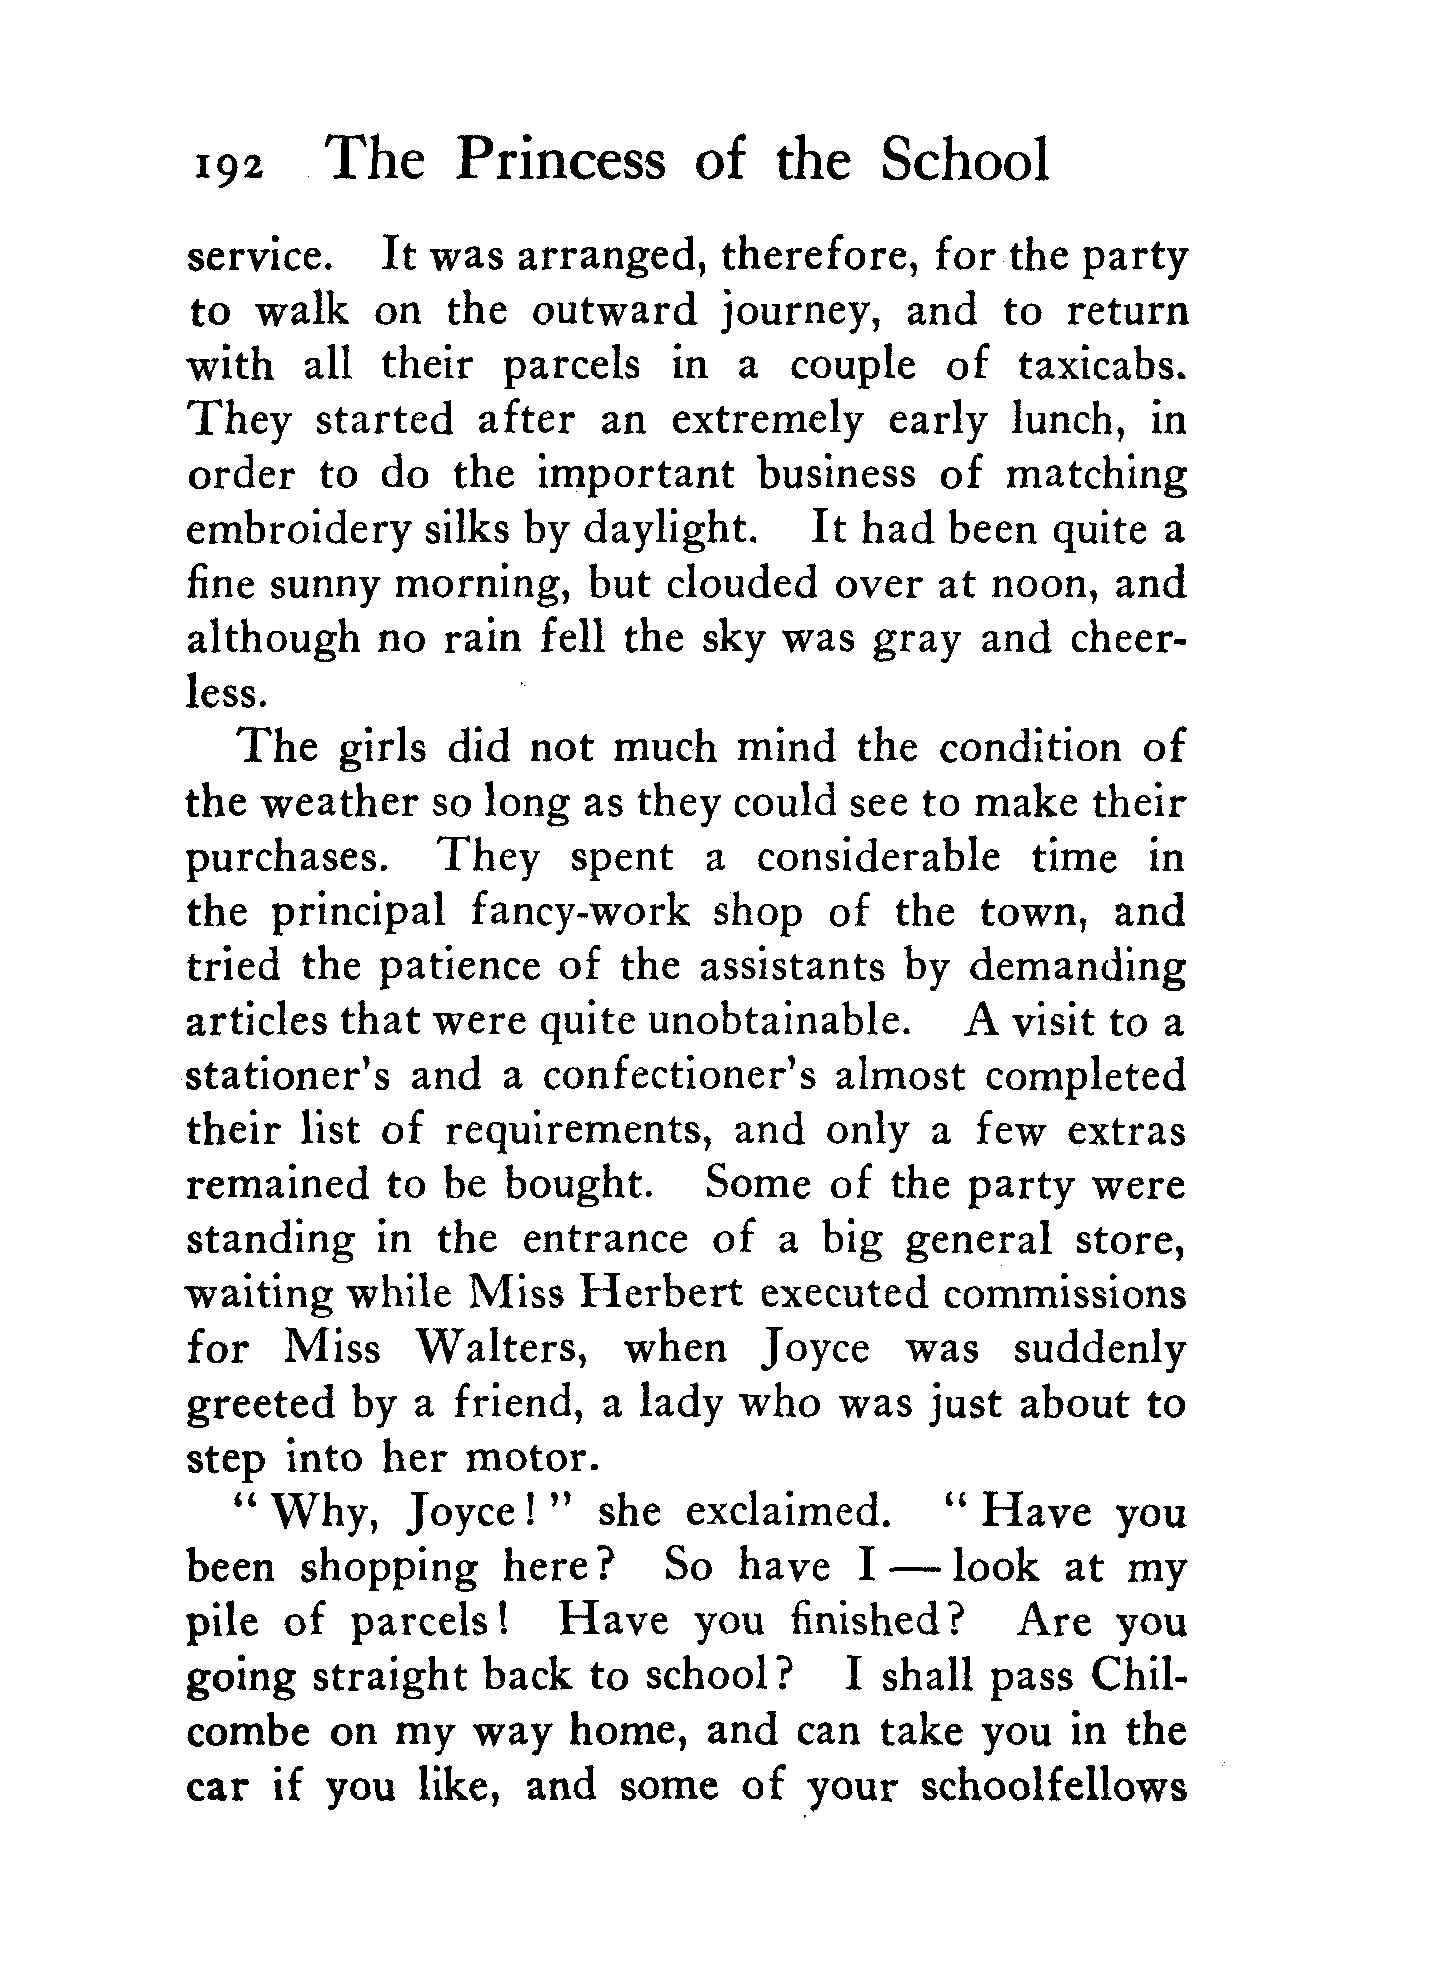 192 The Princess of the School
service. It was arranged, therefore, for the party
to walk on the outward journey, and to return
with all their parcels in a couple of taxicabs.
They started after an extremely early lunch, in
order to do the important business of matching
embroidery silks by daylight. It had been quite a
fine sunny morning, but clouded over at noon, and
although no rain fell the sky was gray and cheer-
less.
The girls did not much mind the condition of
the weather so long as they could see to make their
purchases. They spent a considerable time in
the principal fancy-work shop of the town, and
tried the patience of the assistants by demanding
articles that were quite unobtainable. A visit to a
stationer's and a confectioner's almost completed
their list of requirements, and only a few extras
remained to be bought. Some of the party were
standing in the entrance of a big general store,
waiting while Miss Herbert executed commissions
for Miss Walters, when Joyce was suddenly
greeted by a friend, a lady who was just about to
step into her motor.
“Why, Joyce!” she exclaimed. “Have you
been shopping here? So have I — look at my
pile of parcels! Have you finished? Are you
going straight back to school? I shall pass Chil-
combe on my way home, and can take you in the
car if you like, and some of your schoolfellows